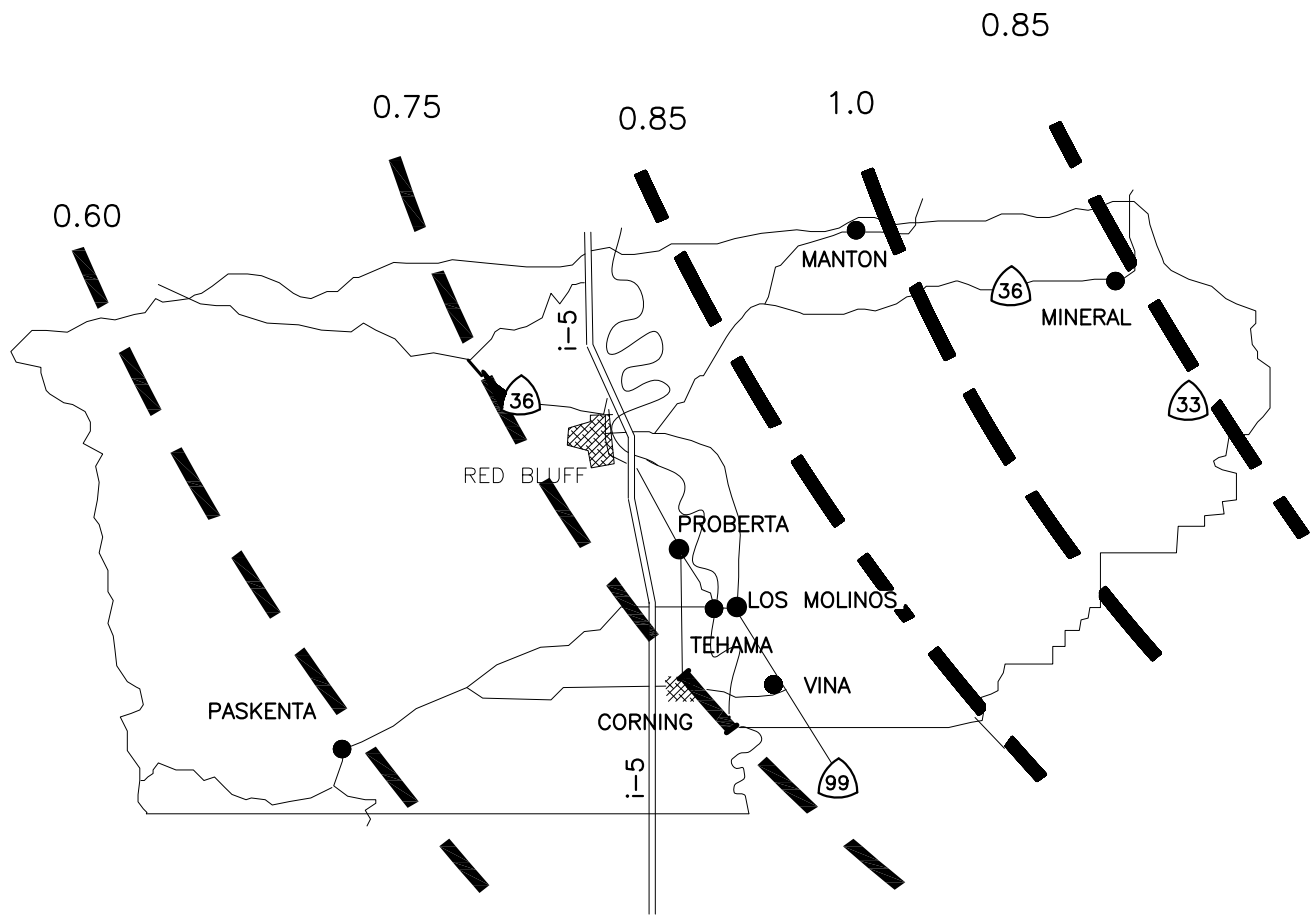 0.85
1.0
0.75
0.85
0.60
MANTON
36
MINERAL
i-5
36
33
RED BLUFF
PROBERTA
LOS MOLINOS
TEHAMA
VINA
PASKENTA
CORNING
i-5
99